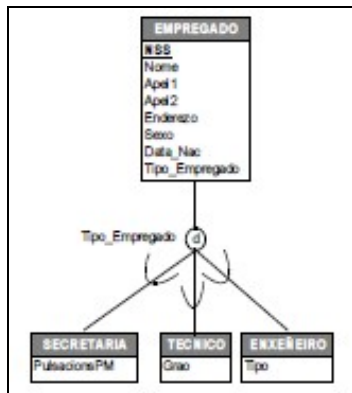 EMPREGADO
NSS
Nome
Apel1
Apel2
Enderezo
Sexo
Data_Nac
Tipo_Empregado
Tipo_Empregado
d
SECRETARIA
PulsacionsPM
TECNICO
Grao
ENXEÑEIRO
Tipo